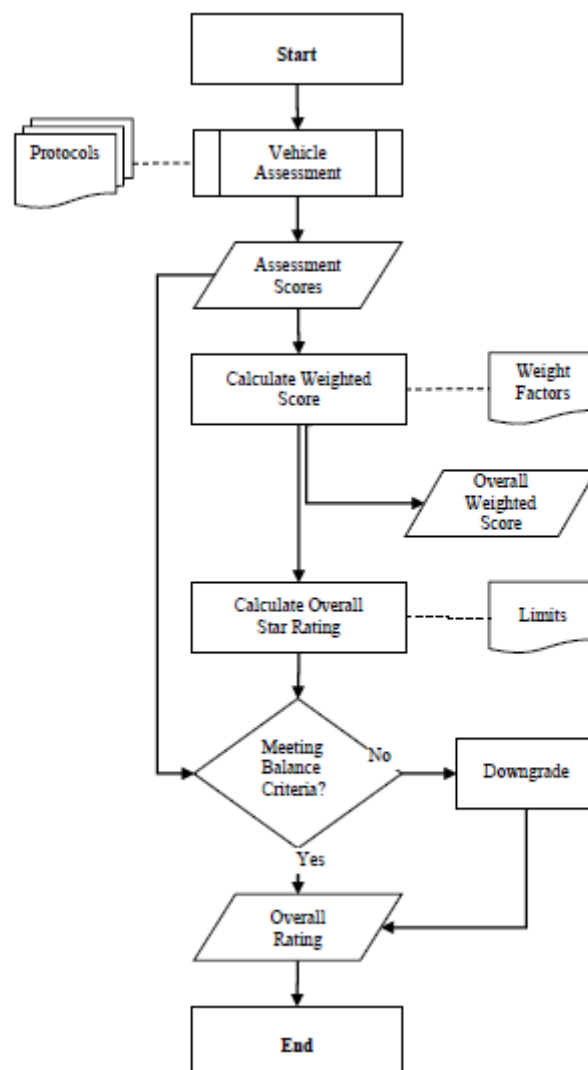 Start
Protocols
Vehicle
Assessment
Assessment
Scores
Calculate Weighted
Score
Weight
Factors
Overall
Weighted
Score
Calculate Overall
Star Rating
Limits
Meeting
Balance
Criteria?
No
Downgrade
Yes
Overall
Rating
End